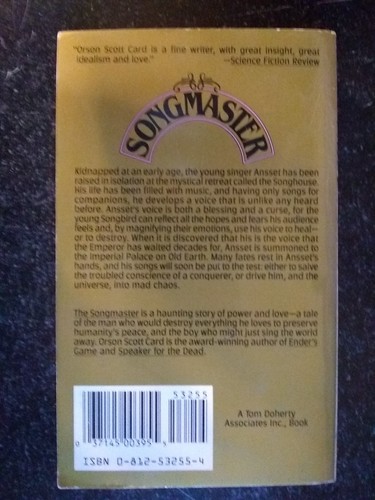 "Orson Scott Card is a fine writer, with great insight, great
idealism and love."
—Science Fiction Review
SONGMASTER
Kidnapped at an early age, the young singer Ansset has been
raised in isolation at the mystical retreat called the Songhouse.
His life has been filled with music, and having only songs for
companions, he develops a voice that is unlike any heard
before. Ansset's voice is both a blessing and a curse, for the
young Songbird can reflect all the hopes and fears his audience
feels and, by magnifying their emotions, use his voice to heal—
or to destroy. When it is discovered that his is the voice that
the Emperor has waited decades for, Ansset is summoned to
the Imperial Palace on Old Earth. Many fates rest in Ansset's
hands, and his songs will soon be put to the test: either to salve
the troubled conscience of a conqueror, or drive him, and the
universe, into mad chaos.
The Songmaster is a haunting story of power and love—a tale
of the man who would destroy everything he loves to preserve
humanity's peace, and the boy who might just sing the world
away. Orson Scott Card is the award-winning author of Ender's
Game and Speaker for the Dead.
53255
0 37145 00395
ISBN 0-812-53255-4
A Tom Doherty
Associates Inc., Book